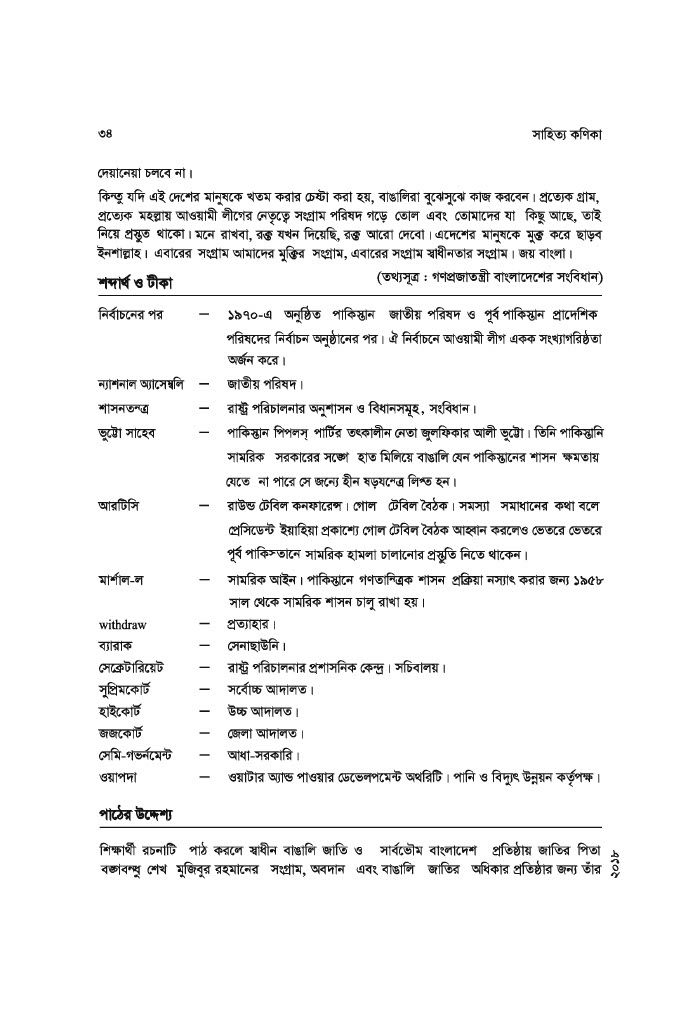 ৩৪ সাহিত্য কণিকা
দেয়ানেয়া চলবে না।
কিন্তু যদি এই দেশের মানুষকে খতম করার চেষ্টা করা হয়, বাঙালিরা বুঝেসুঝে কাজ করবেন। প্রত্যেক গ্রাম,
প্রত্যেক মহল্লায় আওয়ামী লীগের নেতৃত্বে সংগ্রাম পরিষদ গড়ে তোল এবং তোমাদের যা কিছু আছে, তাই
নিয়ে প্রস্তুত থাকো। মনে রাখবা, রক্ত যখন দিয়েছি, রক্ত আরো দেবো। এদেশের মানুষকে মুক্ত করে ছাড়ব
ইনশাল্লাহ। এবারের সংগ্রাম আমাদের মুক্তির সংগ্রাম, এবারের সংগ্রাম স্বাধীনতার সংগ্রাম। জয় বাংলা।
(তথ্যসূত্র : গণপ্রজাতন্ত্রী বাংলাদেশের সংবিধান)
শব্দার্থ ও টীকা
নির্বাচনের পর — ১৯৭০-এ অনুষ্ঠিত পাকিস্তান জাতীয় পরিষদ ও পূর্ব পাকিস্তান প্রাদেশিক
পরিষদের নির্বাচন অনুষ্ঠানের পর। ঐ নির্বাচনে আওয়ামী লীগ একক সংখ্যাগরিষ্ঠতা
অর্জন করে।
ন্যাশনাল অ্যাসেম্বলি — জাতীয় পরিষদ।
শাসনতন্ত্র — রাষ্ট্র পরিচালনার অনুশাসন ও বিধানসমূহ, সংবিধান।
ভুট্টো সাহেব — পাকিস্তান পিপলস্ পার্টির তৎকালীন নেতা জুলফিকার আলী ভুট্টো। তিনি পাকিস্তানি
সামরিক সরকারের সঙ্গে হাত মিলিয়ে বাঙালি যেন পাকিস্তানের শাসন ক্ষমতায়
যেতে না পারে সে জন্যে হীন ষড়যন্ত্রে লিপ্ত হন।
আরটিসি — রাউন্ড টেবিল কনফারেন্স। গোল টেবিল বৈঠক। সমস্যা সমাধানের কথা বলে
প্রেসিডেন্ট ইয়াহিয়া প্রকাশ্যে গোল টেবিল বৈঠক আহ্বান করলেও ভেতরে ভেতরে
পূর্ব পাকিস্তানে সামরিক হামলা চালানোর প্রস্তুতি নিতে থাকেন।
মার্শাল-ল — সামরিক আইন। পাকিস্তানে গণতান্ত্রিক শাসন প্রক্রিয়া নস্যাৎ করার জন্য ১৯৫৮
সাল থেকে সামরিক শাসন চালু রাখা হয়।
withdraw — প্রত্যাহার।
ব্যারাক — সেনাছাউনি।
সেক্রেটারিয়েট — রাষ্ট্র পরিচালনার প্রশাসনিক কেন্দ্র। সচিবালয়।
সুপ্রিমকোর্ট — সর্বোচ্চ আদালত।
হাইকোর্ট — উচ্চ আদালত।
জজকোর্ট — জেলা আদালত।
সেমি-গভর্নমেন্ট — আধা-সরকারি।
ওয়াপদা — ওয়াটার অ্যান্ড পাওয়ার ডেভেলপমেন্ট অথরিটি। পানি ও বিদ্যুৎ উন্নয়ন কর্তৃপক্ষ।
পাঠের উদ্দেশ্য
শিক্ষার্থী রচনাটি পাঠ করলে স্বাধীন বাঙালি জাতি ও সার্বভৌম বাংলাদেশ প্রতিষ্ঠায় জাতির পিতা
বঙ্গবন্ধু শেখ মুজিবুর রহমানের সংগ্রাম, অবদান এবং বাঙালি জাতির অধিকার প্রতিষ্ঠার জন্য তাঁর
২০১৮